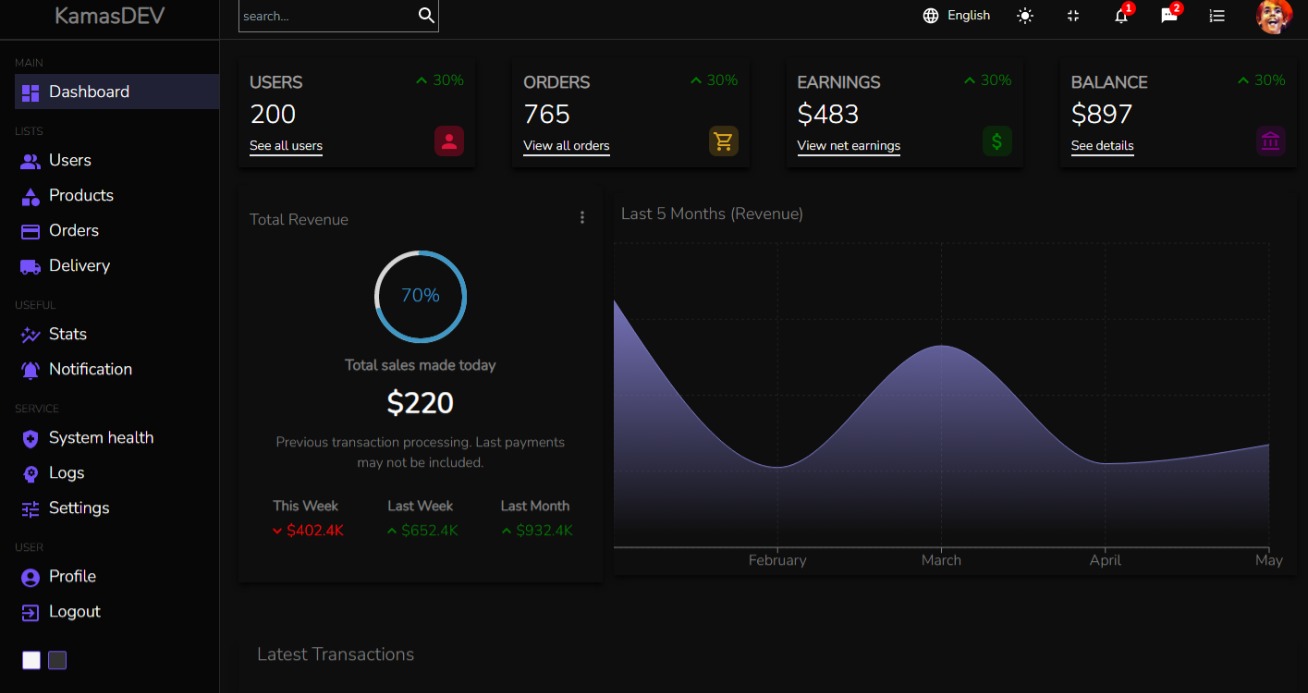 KamasDEV
search...
English
1
2
MAIN
Dashboard
LISTS
Users
Products
Orders
Delivery
USEFUL
Stats
Notification
SERVICE
System health
Logs
Settings
USER
Profile
Logout
USERS
30%
200
See all users
ORDERS
30%
765
View all orders
EARNINGS
30%
$483
View net earnings
$
BALANCE
30%
$897
See details
Total Revenue
70%
Total sales made today
$220
Previous transaction processing. Last payments
may not be included.
This Week
$402.4K
Last Week
$652.4K
Last Month
$932.4K
Last 5 Months (Revenue)
February
March
April
May
Latest Transactions